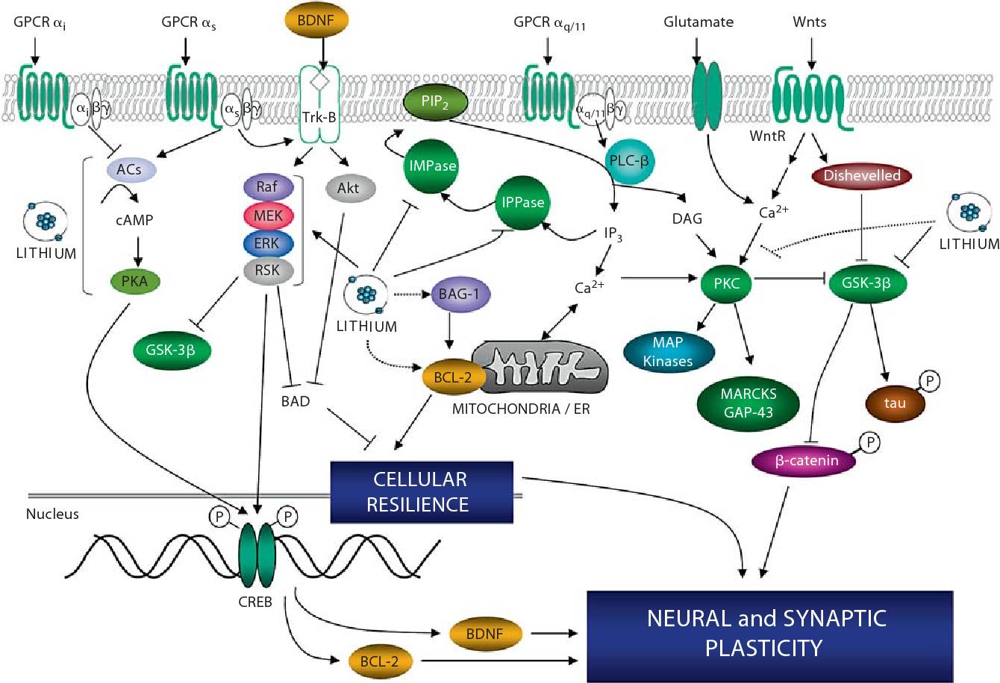 GPCR αi
GPCR αs
BDNF
GPCR αq/11
Glutamate
Wnts
αi β γ
αs β γ
Trk-B
PIP2
αq/11 β γ
WntR
ACs
Raf
Akt
IMPase
PLC-β
Dishevelled
cAMP
MEK
IPPase
DAG
Ca2+
LITHIUM
ERK
IP3
LITHIUM
PKA
RSK
BAG-1
Ca2+
PKC
GSK-3β
LITHIUM
GSK-3β
MAP
Kinases
BCL-2
MITOCHONDRIA / ER
BAD
MARCKS
GAP-43
tau
P
β-catenin
P
CELLULAR
RESILIENCE
Nucleus
P
P
CREB
BDNF
BCL-2
NEURAL and SYNAPTIC
PLASTICITY